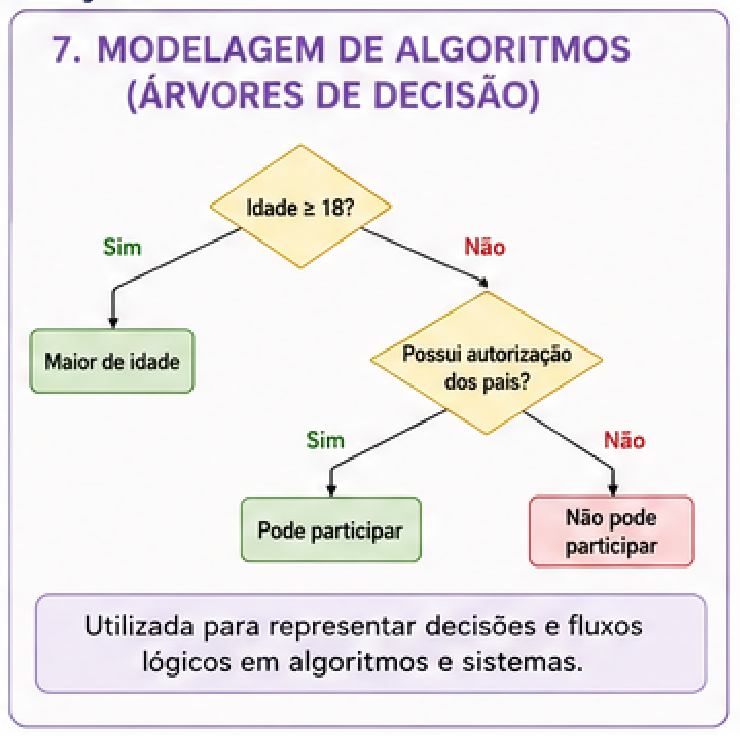 7. MODELAGEM DE ALGORITMOS
(ÁRVORES DE DECISÃO)
Idade ≥ 18?
Sim
Não
Maior de idade
Possui autorização
dos pais?
Sim
Não
Pode participar
Não pode
participar
Utilizada para representar decisões e fluxos
lógicos em algoritmos e sistemas.